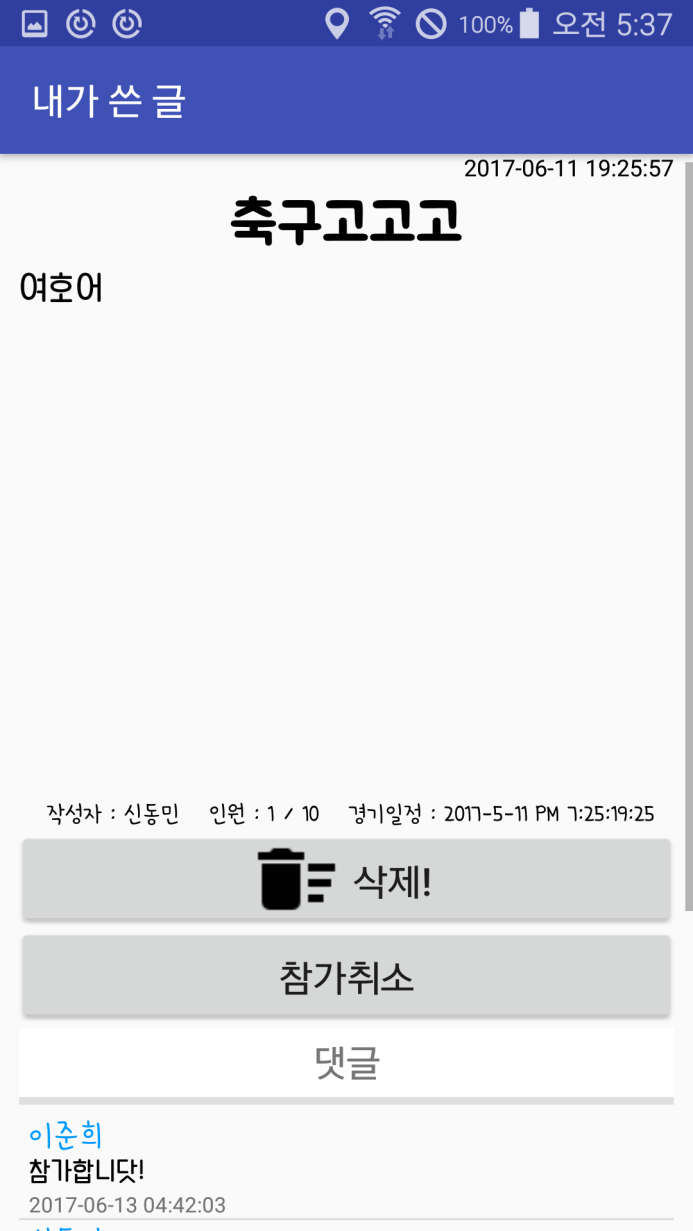 100% 오전 5:37
내가 쓴 글
2017-06-11 19:25:57
축구고고고
여호어
작성자 : 신동민 인원 : 1 / 10 경기일정 : 2017-5-11 PM 7:25:19:25
삭제!
참가취소
댓글
이준희
참가합니닷!
2017-06-13 04:42:03